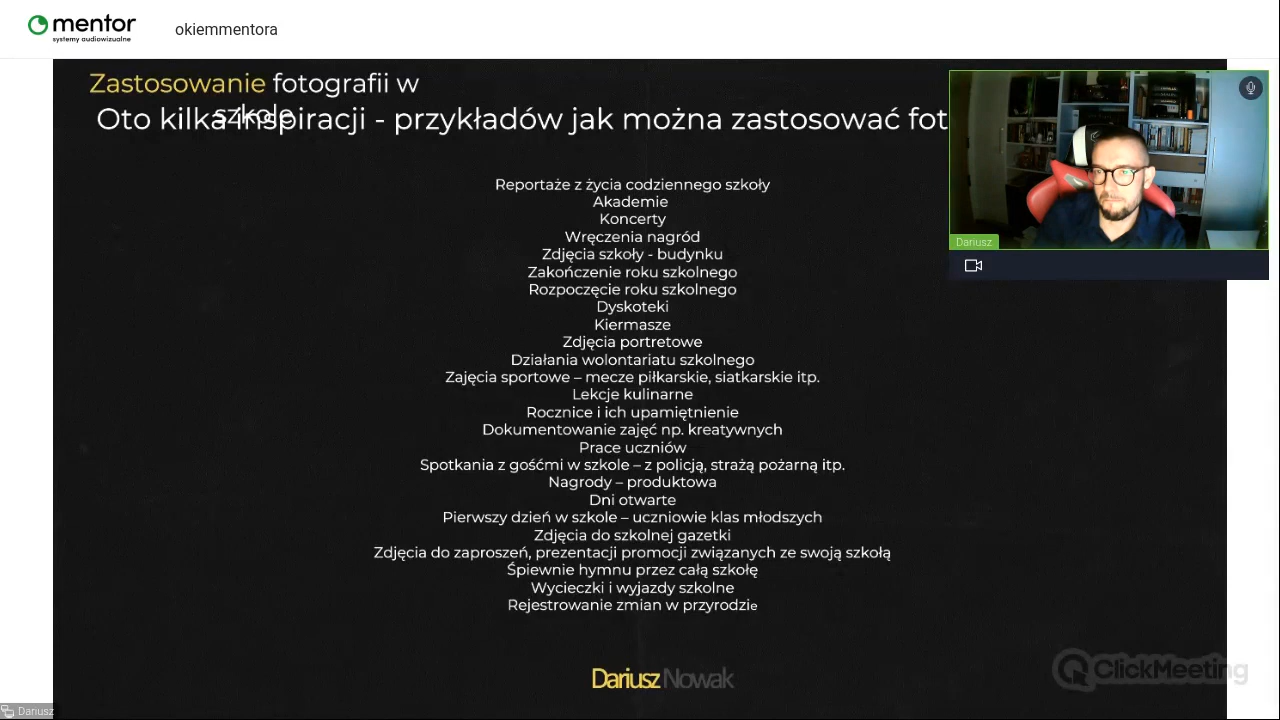 mentor
systemy audiowizualne
okiemmentora
Zastosowanie fotografii w
szkole
Oto kilka inspiracji - przykładów jak można zastosować fot
Dariusz
Reportaże z życia codziennego szkoły
Akademie
Koncerty
Wręczenia nagród
Zdjęcia szkoły - budynku
Zakończenie roku szkolnego
Rozpoczęcie roku szkolnego
Dyskoteki
Kiermasze
Zdjęcia portretowe
Działania wolontariatu szkolnego
Zajęcia sportowe – mecze piłkarskie, siatkarskie itp.
Lekcje kulinarne
Rocznice i ich upamiętnienie
Dokumentowanie zajęć np. kreatywnych
Prace uczniów
Spotkania z gośćmi w szkole – z policją, strażą pożarną itp.
Nagrody – produktowa
Dni otwarte
Pierwszy dzień w szkole – uczniowie klas młodszych
Zdjęcia do szkolnej gazetki
Zdjęcia do zaproszeń, prezentacji promocji związanych ze swoją szkołą
Śpiewnie hymnu przez całą szkołę
Wycieczki i wyjazdy szkolne
Rejestrowanie zmian w przyrodzie
Dariusz Nowak
ClickMeeting
Dariusz